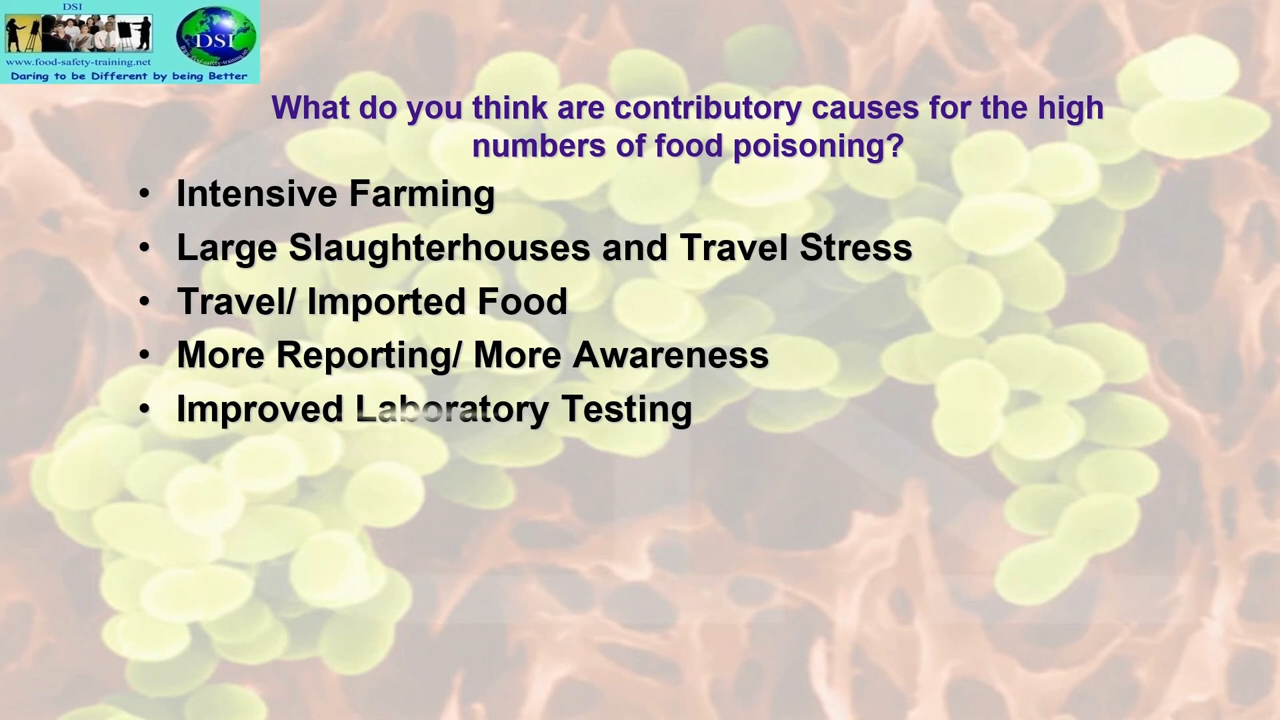 DSI
DSI
www.food-safety-training.net
Daring to be Different by being Better
What do you think are contributory causes for the high
numbers of food poisoning?
• Intensive Farming
• Large Slaughterhouses and Travel Stress
• Travel/ Imported Food
• More Reporting/ More Awareness
• Improved Laboratory Testing